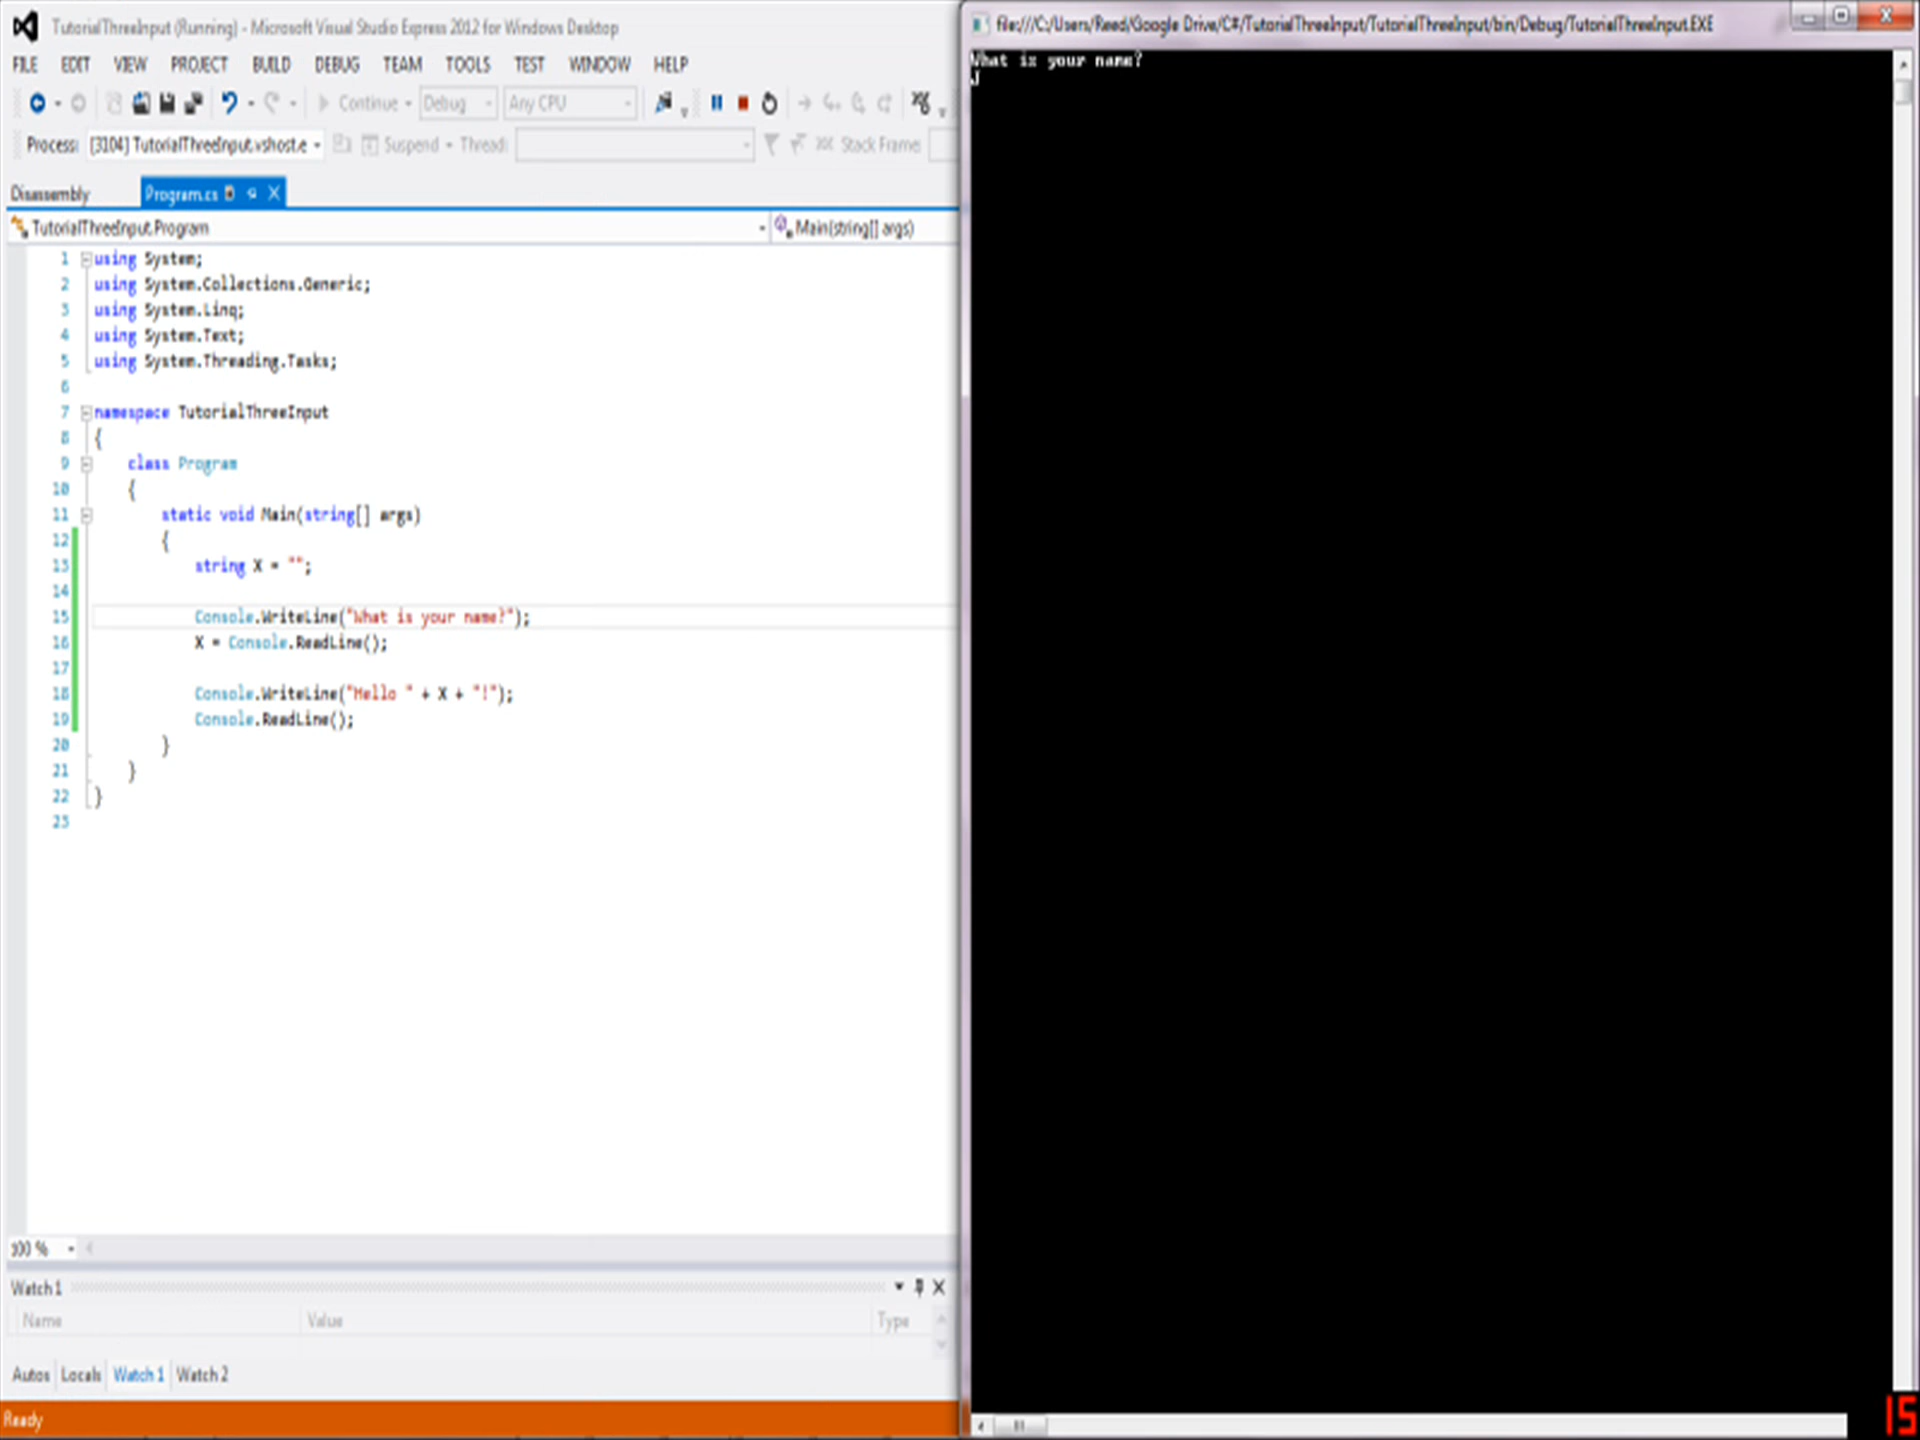 TutorialThreeInput (Running) - Microsoft Visual Studio Express 2012 for Windows Desktop
FILE EDIT VIEW PROJECT BUILD DEBUG TEAM TOOLS TEST WINDOW HELP
Continue Debug Any CPU
Process: [3104] TutorialThreeInput.vshost.e Suspend Thread: Stack Frame:
Disassembly Program.cs
TutorialThreeInput.Program Main(string[] args)
1 using System;
2 using System.Collections.Generic;
3 using System.Linq;
4 using System.Text;
5 using System.Threading.Tasks;
6
7 namespace TutorialThreeInput
8 {
9 class Program
10 {
11 static void Main(string[] args)
12 {
13 string X = "";
14
15 Console.WriteLine("What is your name?");
16 X = Console.ReadLine();
17
18 Console.WriteLine("Hello " + X + "!");
19 Console.ReadLine();
20 }
21 }
22 }
23
100 %
Watch 1
Name Value Type
Autos Locals Watch 1 Watch 2
Ready
file:///C:/Users/Reed/Google Drive/C#/TutorialThreeInput/TutorialThreeInput/bin/Debug/TutorialThreeInput.EXE
What is your name?
J
15